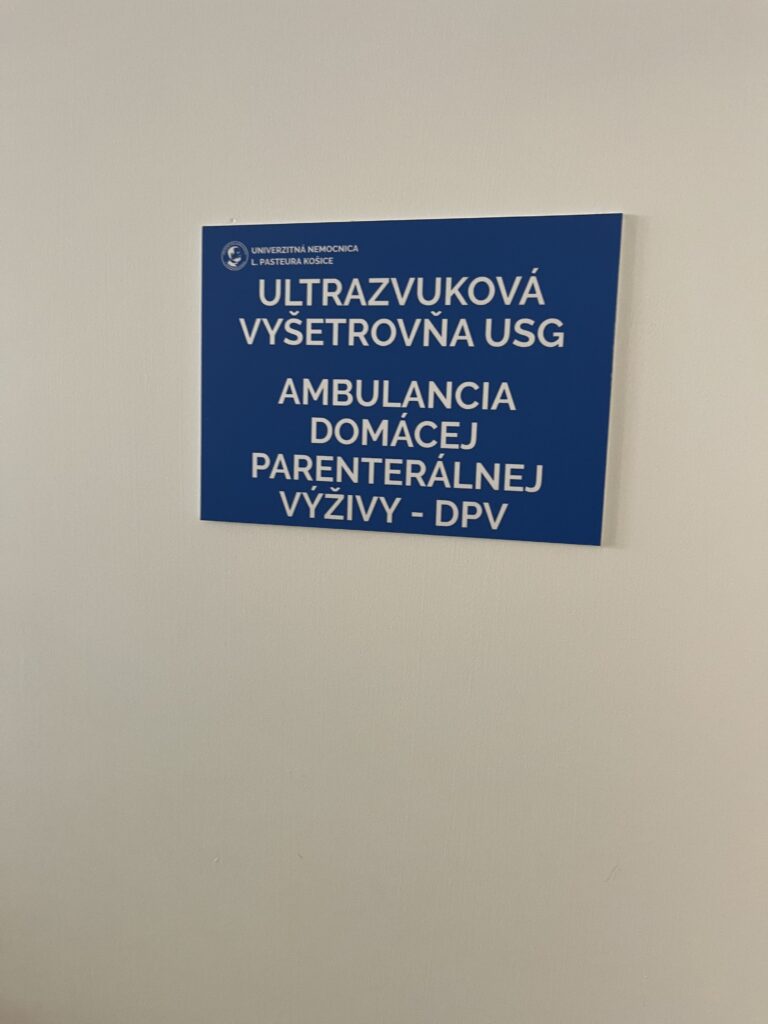 UNIVERZITNÁ NEMOCNICA
L. PASTEURA KOŠICE
ULTRAZVUKOVÁ
VYŠETROVŇA USG
AMBULANCIA
DOMÁCEJ
PARENTERÁLNEJ
VÝŽIVY - DPV